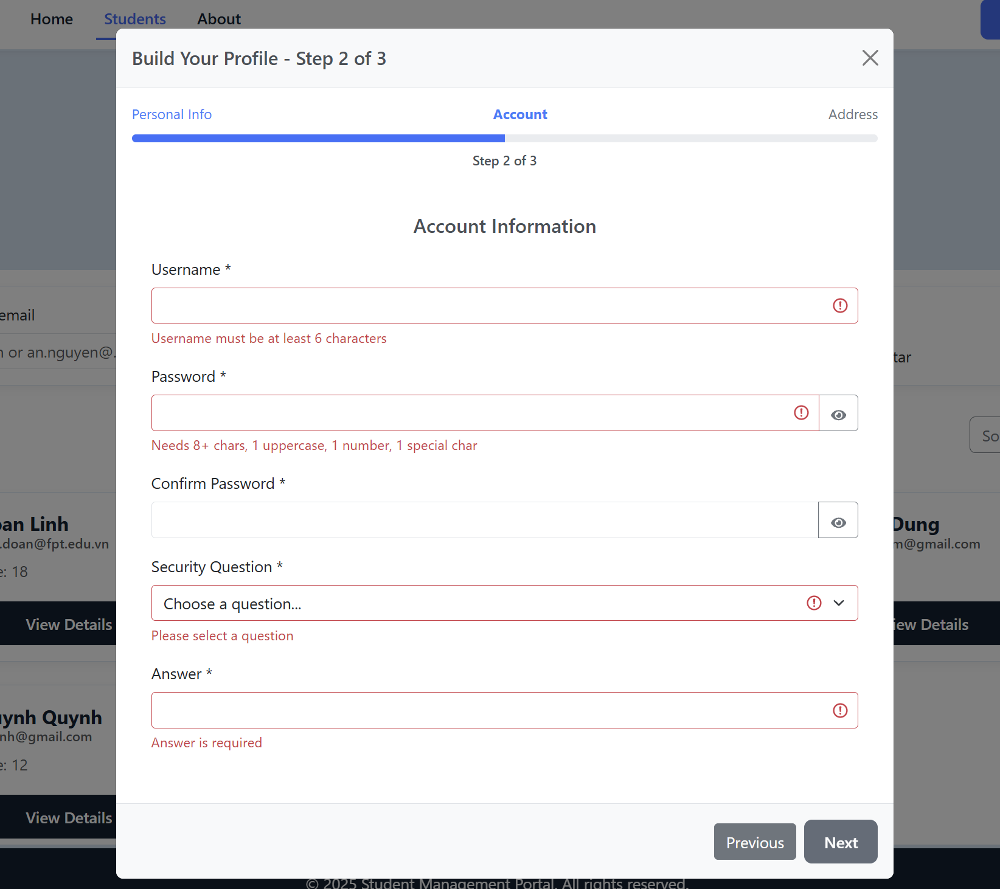 Home Students About
Build Your Profile - Step 2 of 3
Personal Info Account Address
Step 2 of 3
Account Information
Username *
email
or an.nguyen@.
Username must be at least 6 characters
tar
Password *
Needs 8+ chars, 1 uppercase, 1 number, 1 special char
So
Confirm Password *
an Linh
.doan@fpt.edu.vn
: 18
View Details
Dung
m@gmail.com
iew Details
Security Question *
Choose a question...
Please select a question
Answer *
Answer is required
ynh Quynh
nh@gmail.com
: 12
View Details
Previous Next
© 2025 Student Management Portal. All rights reserved.